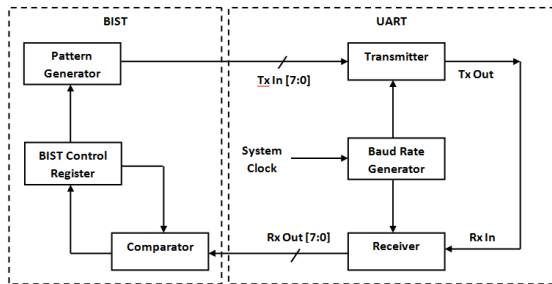 BIST
UART
Pattern
Generator
Tx In [7:0]
Transmitter
Tx Out
BIST Control
Register
System
Clock
Baud Rate
Generator
Comparator
Rx Out [7:0]
Receiver
Rx In